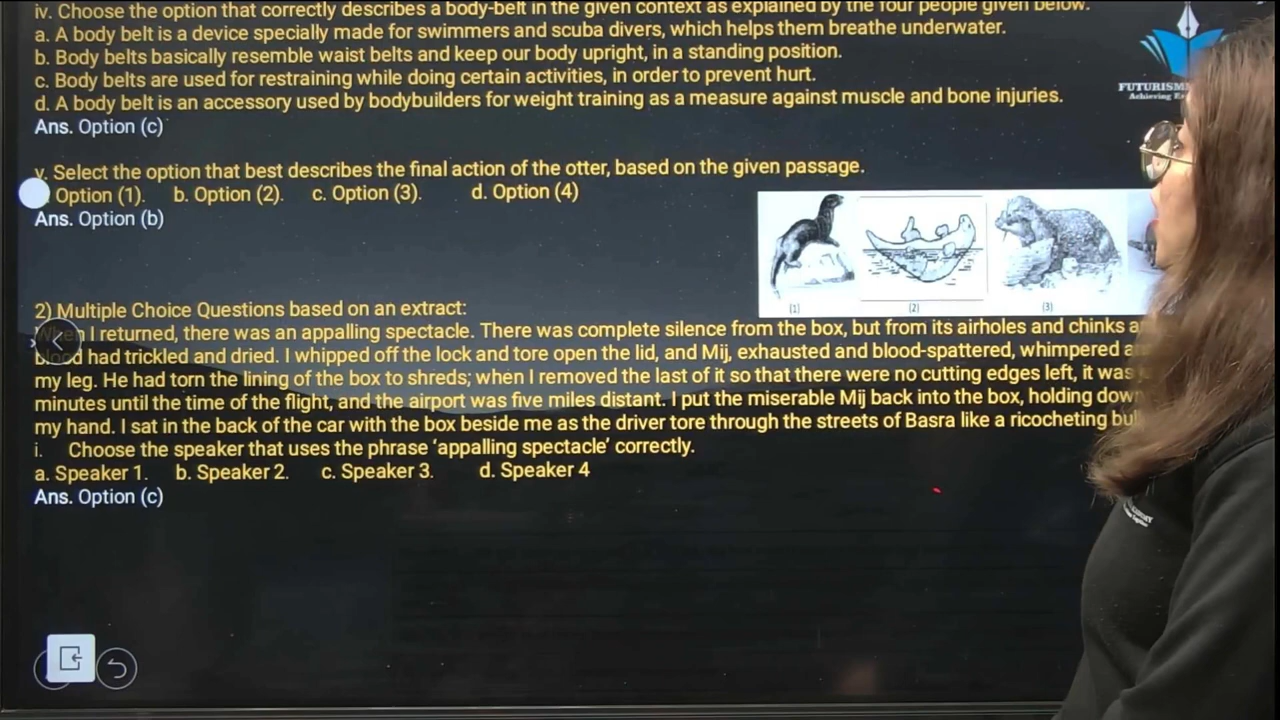 iv. Choose the option that correctly describes a body-belt in the given context as explained by the four people given below.
a. A body belt is a device specially made for swimmers and scuba divers, which helps them breathe underwater.
b. Body belts basically resemble waist belts and keep our body upright, in a standing position.
c. Body belts are used for restraining while doing certain activities, in order to prevent hurt.
d. A body belt is an accessory used by bodybuilders for weight training as a measure against muscle and bone injuries.
Ans. Option (c)
FUTURISM
Achieving
v. Select the option that best describes the final action of the otter, based on the given passage.
Option (1). b. Option (2). c. Option (3). d. Option (4)
Ans. Option (b)
(1) (2) (3)
2) Multiple Choice Questions based on an extract:
When I returned, there was an appalling spectacle. There was complete silence from the box, but from its airholes and chinks
blood had trickled and dried. I whipped off the lock and tore open the lid, and Mij, exhausted and blood-spattered, whimpered
my leg. He had torn the lining of the box to shreds; when I removed the last of it so that there were no cutting edges left, it was
minutes until the time of the flight, and the airport was five miles distant. I put the miserable Mij back into the box, holding down
my hand. I sat in the back of the car with the box beside me as the driver tore through the streets of Basra like a ricocheting
i. Choose the speaker that uses the phrase ‘appalling spectacle’ correctly.
a. Speaker 1. b. Speaker 2. c. Speaker 3. d. Speaker 4
Ans. Option (c)